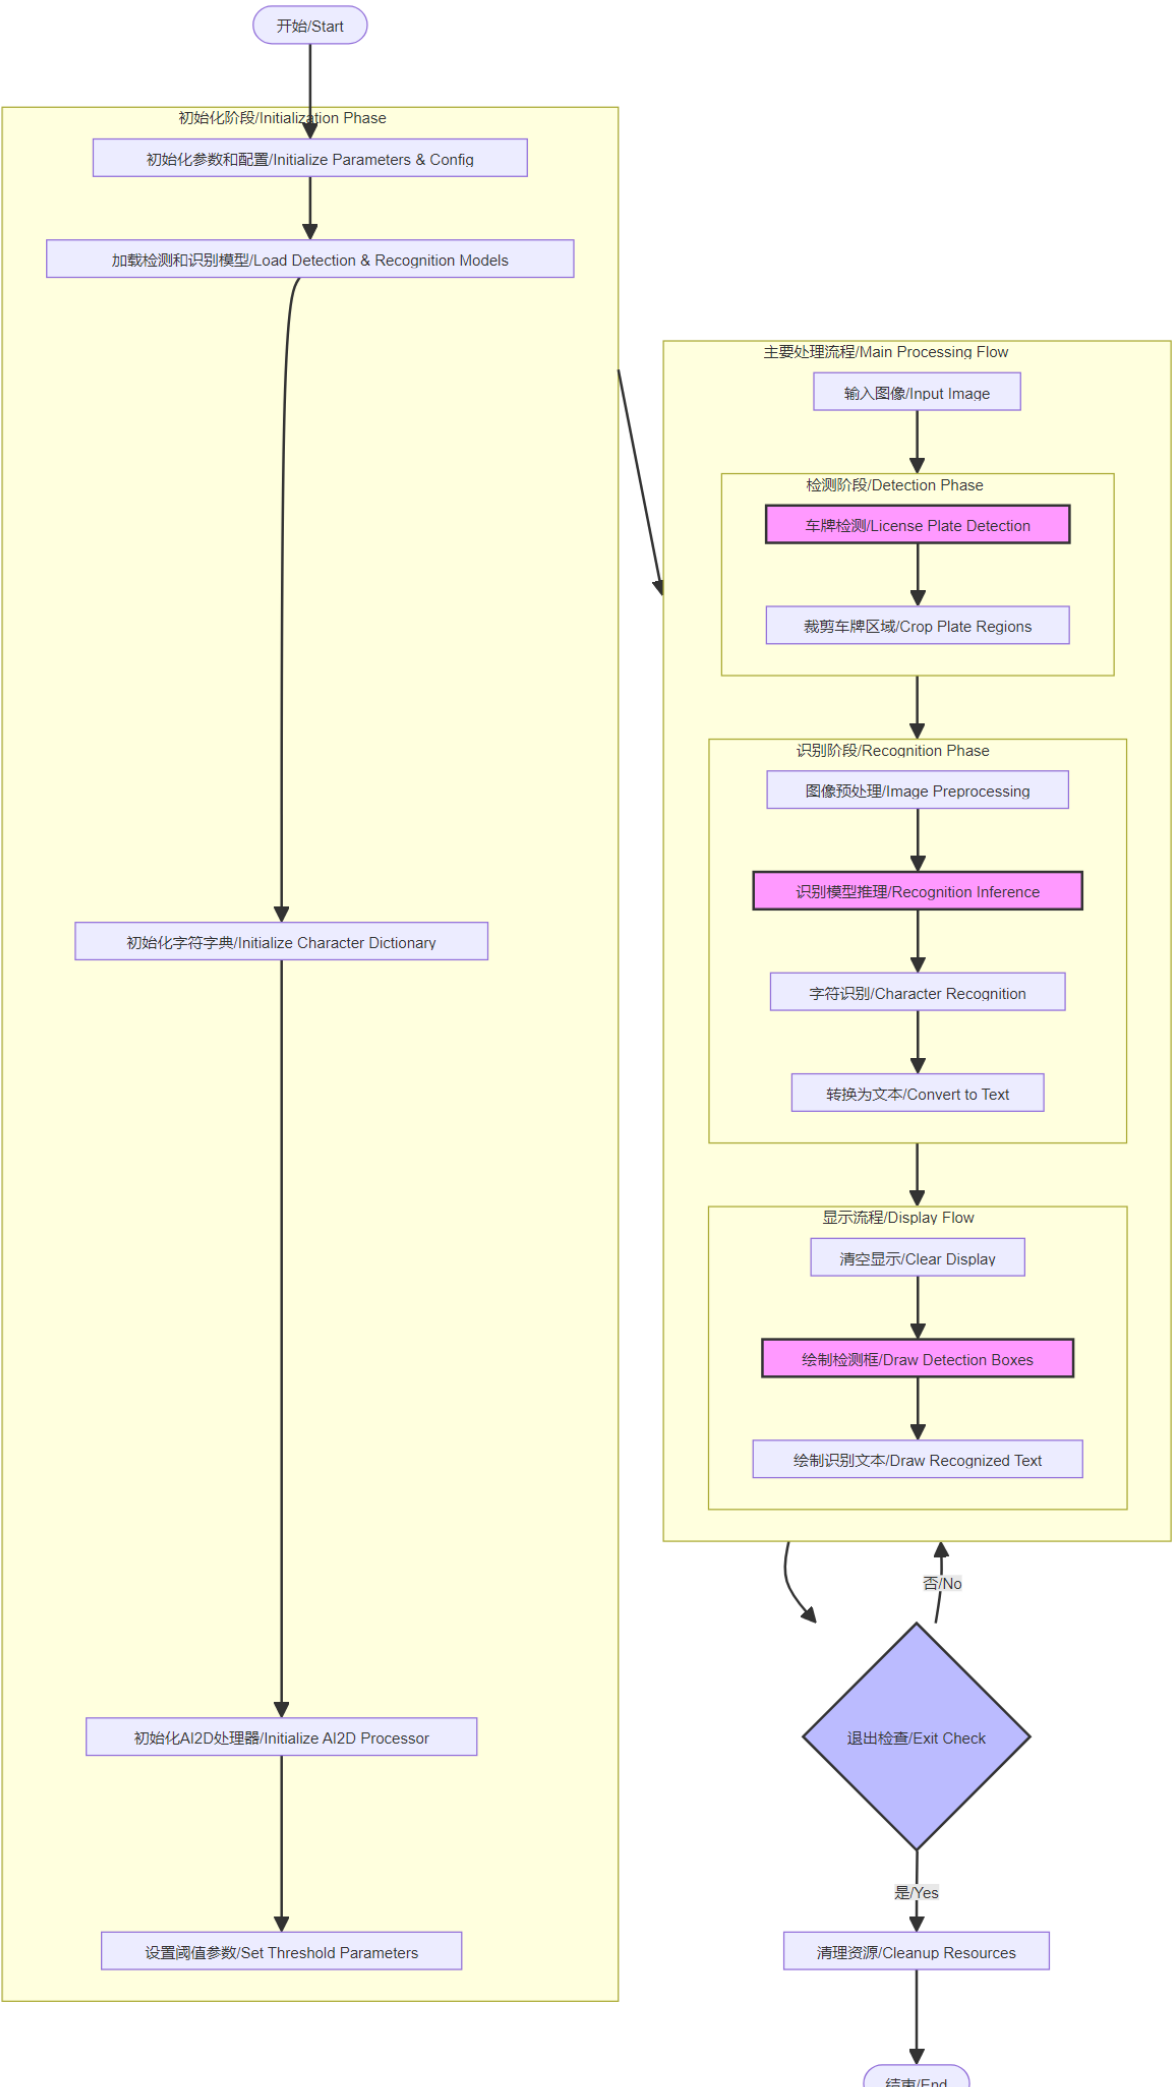 开始/Start
初始化阶段/Initialization Phase
初始化参数和配置/Initialize Parameters & Config
加载检测和识别模型/Load Detection & Recognition Models
初始化字符字典/Initialize Character Dictionary
初始化AI2D处理器/Initialize AI2D Processor
设置阈值参数/Set Threshold Parameters
主要处理流程/Main Processing Flow
输入图像/Input Image
检测阶段/Detection Phase
车牌检测/License Plate Detection
裁剪车牌区域/Crop Plate Regions
识别阶段/Recognition Phase
图像预处理/Image Preprocessing
识别模型推理/Recognition Inference
字符识别/Character Recognition
转换为文本/Convert to Text
显示流程/Display Flow
清空显示/Clear Display
绘制检测框/Draw Detection Boxes
绘制识别文本/Draw Recognized Text
否/No
退出检查/Exit Check
是/Yes
清理资源/Cleanup Resources
结束/End